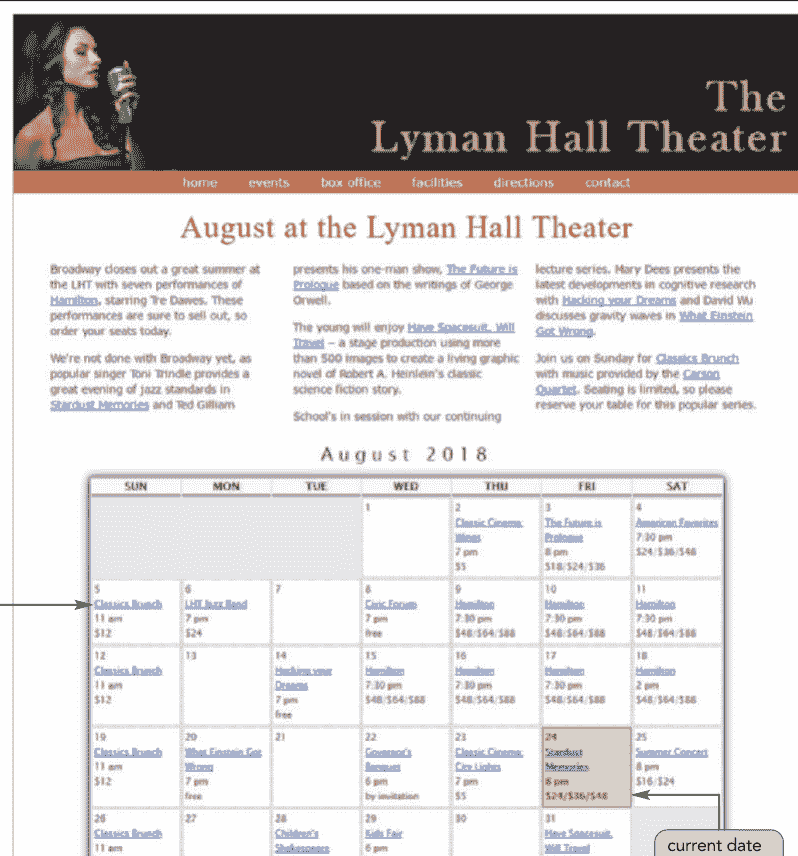 The
Lyman Hall Theater
home events box office facilities directions contact
August at the Lyman Hall Theater
Broadway closes out a great summer at
the LHT with seven performances of
Hamilton, starring Tre Dawes. These
performances are sure to sell out, so
order your seats today.
We're not done with Broadway yet, as
popular singer Toni Trindle provides a
great evening of jazz standards in
Stardust Memories and Ted Gilliam
presents his one-man show, The Future is
Prologue based on the writings of George
Orwell.
The young will enjoy Have Spacesuit, Will
Travel – a stage production using more
than 500 images to create a living graphic
novel of Robert A. Heinlein's classic
science fiction story.
School's in session with our continuing
lecture series. Mary Dees presents the
latest developments in cognitive research
with Hacking your Dreams and David Wu
discusses gravity waves in What Einstein
Got Wrong.
Join us on Sunday for Classics Brunch
with music provided by the Carson
Quartet. Seating is limited, so please
reserve your table for this popular series.
August 2018
SUN MON TUE WED THU FRI SAT
1
2
Classic Cinema:
Wings
7 pm
$5
3
The Future is
Prologue
8 pm
$18/$24/$36
4
American Favorites
7:30 pm
$24/$36/$48
5
Classics Brunch
11 am
$12
6
LHT Jazz Band
7 pm
$24
7
8
Civic Forum
7 pm
free
9
Hamilton
7:30 pm
$48/$64/$88
10
Hamilton
7:30 pm
$48/$64/$88
11
Hamilton
7:30 pm
$48/$64/$88
12
Classics Brunch
11 am
$12
13
14
Hacking your
Dreams
7 pm
free
15
Hamilton
7:30 pm
$48/$64/$88
16
Hamilton
7:30 pm
$48/$64/$88
17
Hamilton
7:30 pm
$48/$64/$88
18
Hamilton
2 pm
$48/$64/$88
19
Classics Brunch
11 am
$12
20
What Einstein Got
Wrong
7 pm
free
21
22
Governor's
Banquet
6 pm
by invitation
23
Classic Cinema:
City Lights
7 pm
$5
24
Stardust
Memories
8 pm
$24/$36/$48
25
Summer Concert
8 pm
$16/$24
26
Classics Brunch
11 am
27
28
Children's
Shakespeare
29
Kids Fair
6 pm
30
31
Have Spacesuit,
Will Travel
current date